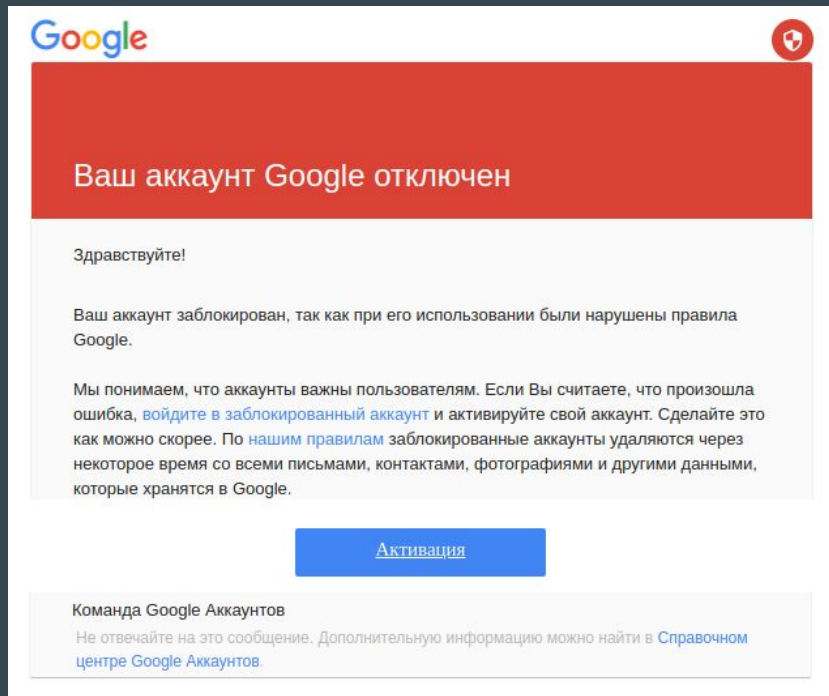 Google
Ваш аккаунт Google отключен
Здравствуйте!
Ваш аккаунт заблокирован, так как при его использовании были нарушены правила
Google.
Мы понимаем, что аккаунты важны пользователям. Если Вы считаете, что произошла
ошибка, войдите в заблокированный аккаунт и активируйте свой аккаунт. Сделайте это
как можно скорее. По нашим правилам заблокированные аккаунты удаляются через
некоторое время со всеми письмами, контактами, фотографиями и другими данными,
которые хранятся в Google.
Активация
Команда Google Аккаунтов
Не отвечайте на это сообщение. Дополнительную информацию можно найти в Справочном
центре Google Аккаунтов.